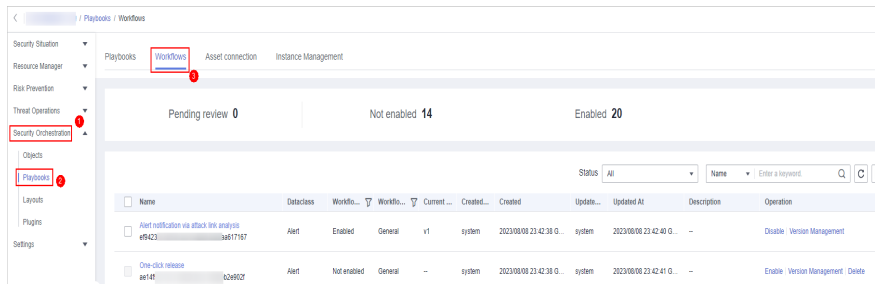 / Playbooks / Workflows
Security Situation
Resource Manager
Risk Prevention
Threat Operations
1
Security Orchestration
Objects
Playbooks
2
Layouts
Plugins
Settings
Playbooks Workflows Asset connection Instance Management
3
Pending review 0 Not enabled 14 Enabled 20
Status All Name Enter a keyword.
Name Dataclass Workflo... Workflo... Current ... Created... Created Update... Updated At Description Operation
Alert notification via attack link analysis
ef9423 aa617167
Alert Enabled General v1 system 2023/08/08 23:42:38 G... system 2023/08/08 23:42:40 G... -- Disable Version Management
One-click release
ae14f b2e902f
Alert Not enabled General -- system 2023/08/08 23:42:38 G... system 2023/08/08 23:42:41 G... -- Enable Version Management Delete